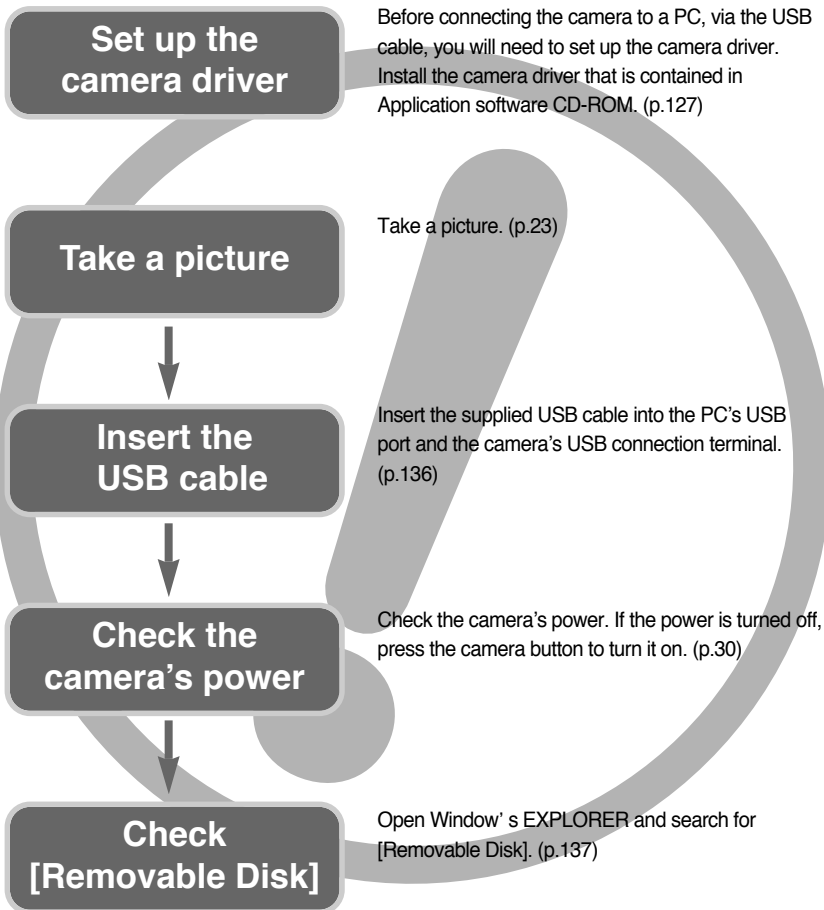 Set up the
camera driver
Before connecting the camera to a PC, via the USB
cable, you will need to set up the camera driver.
Install the camera driver that is contained in
Application software CD-ROM. (p.127)
Take a picture
Take a picture. (p.23)
Insert the
USB cable
Insert the supplied USB cable into the PC’s USB
port and the camera’s USB connection terminal.
(p.136)
Check the
camera’s power
Check the camera’s power. If the power is turned off,
press the camera button to turn it on. (p.30)
Check
[Removable Disk]
Open Window’ s EXPLORER and search for
[Removable Disk]. (p.137)